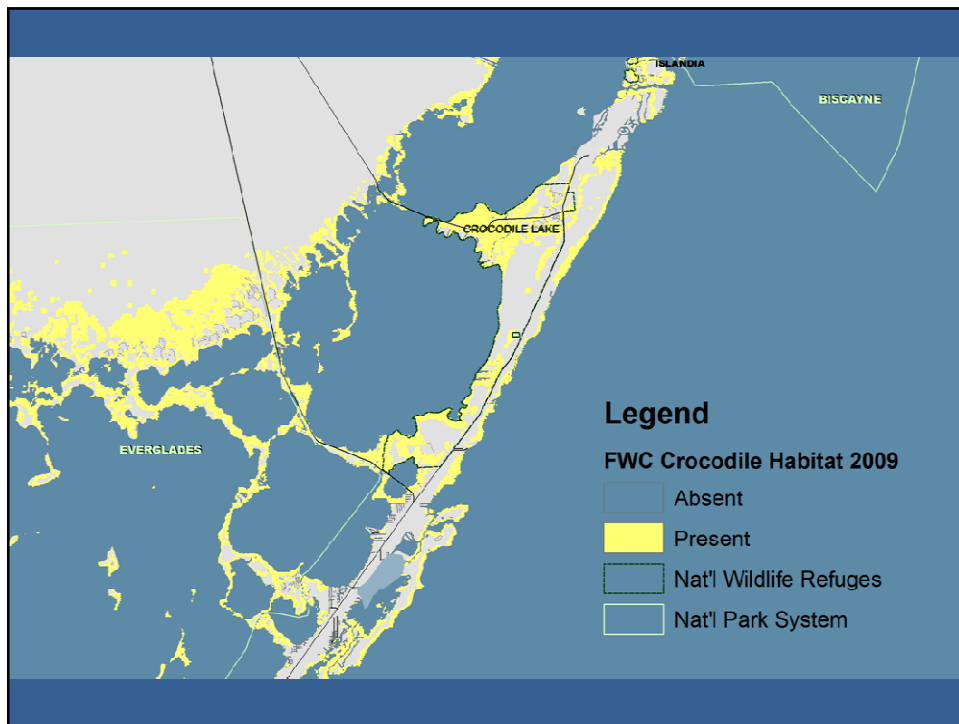 ISLANDIA
BISCAYNE
CROCODILE LAKE
EVERGLADES
Legend
FWC Crocodile Habitat 2009
Absent
Present
Nat'l Wildlife Refuges
Nat'l Park System